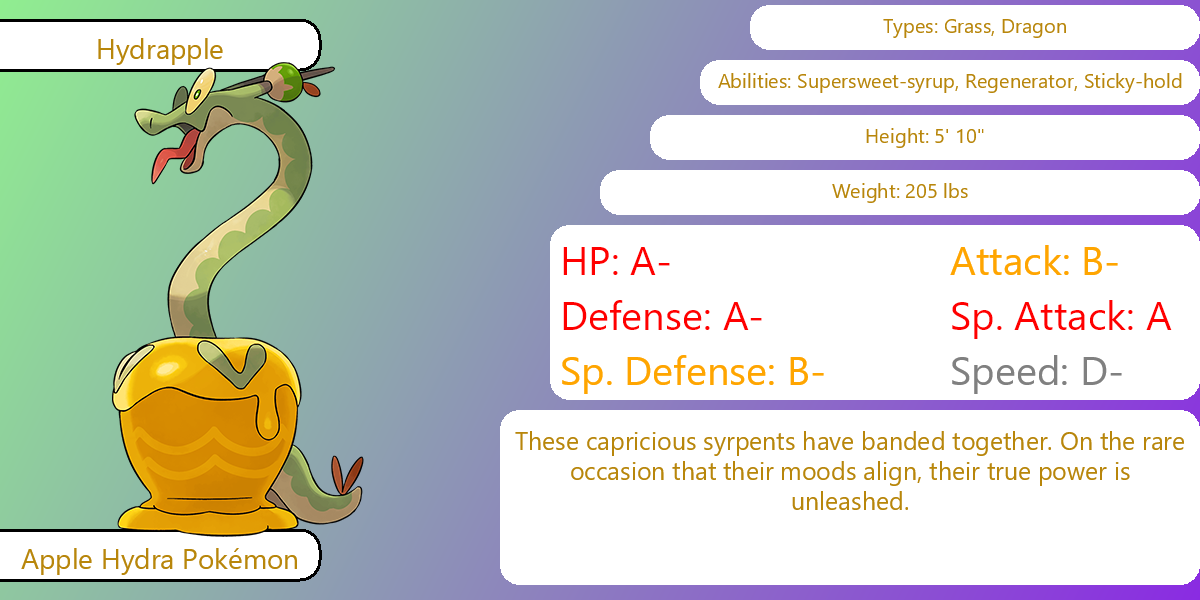 Hydrapple
Types: Grass, Dragon
Abilities: Supersweet-syrup, Regenerator, Sticky-hold
Height: 5' 10"
Weight: 205 lbs
HP: A-
Attack: B-
Defense: A-
Sp. Attack: A
Sp. Defense: B-
Speed: D-
These capricious syrpents have banded together. On the rare
occasion that their moods align, their true power is
unleashed.
Apple Hydra Pokémon